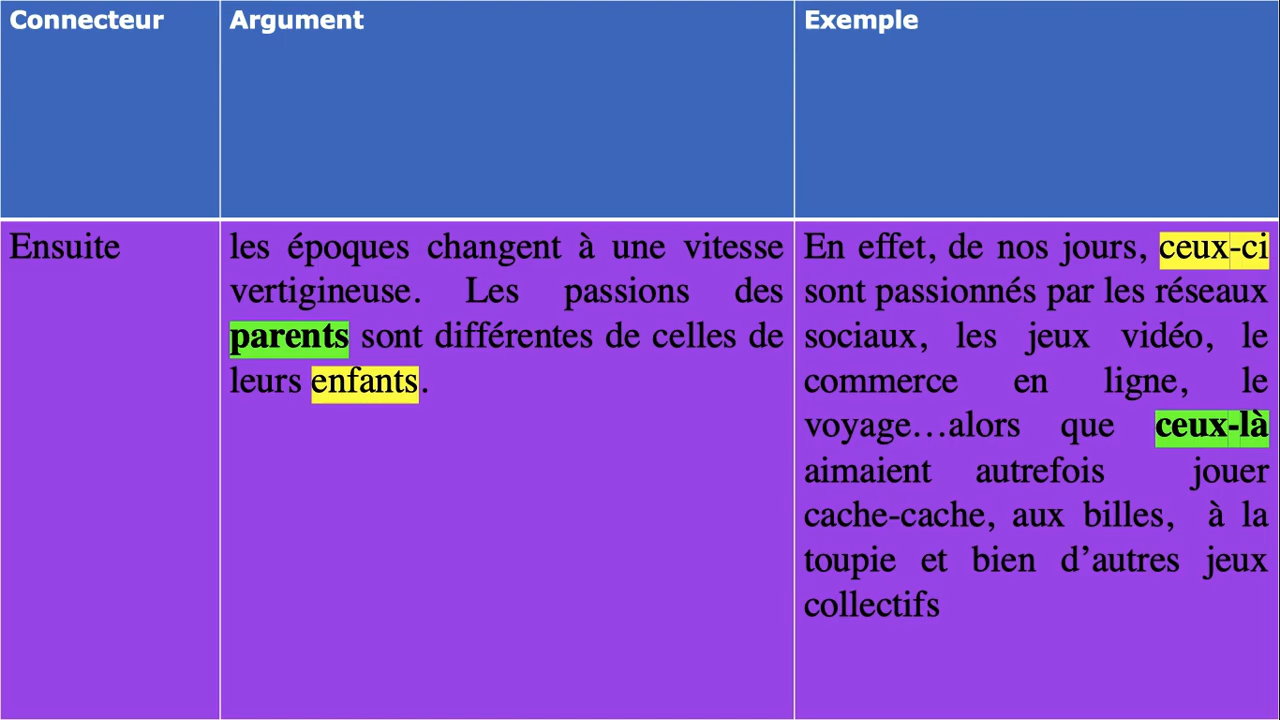 Connecteur
Argument
Exemple
Ensuite
les époques changent à une vitesse
vertigineuse. Les passions des
parents sont différentes de celles de
leurs enfants.
En effet, de nos jours, ceux-ci
sont passionnés par les réseaux
sociaux, les jeux vidéo, le
commerce en ligne, le
voyage…alors que ceux-là
aimaient autrefois jouer
cache-cache, aux billes, à la
toupie et bien d’autres jeux
collectifs